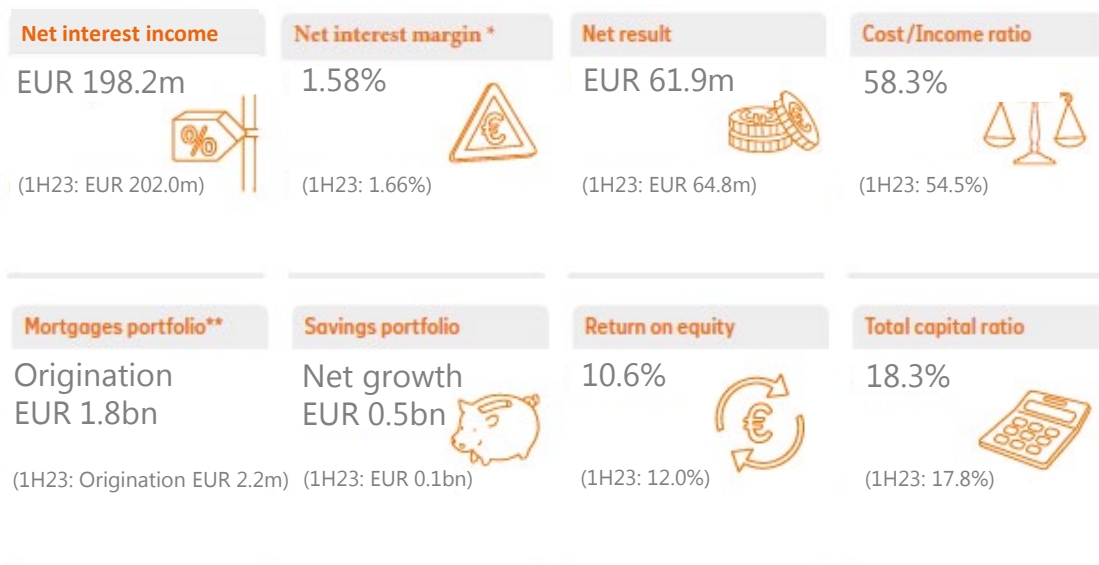 Net interest income
EUR 198.2m
%
(1H23: EUR 202.0m)
Net interest margin *
1.58%
€
(1H23: 1.66%)
Net result
EUR 61.9m
€
(1H23: EUR 64.8m)
Cost/Income ratio
58.3%
(1H23: 54.5%)
Mortgages portfolio**
Origination
EUR 1.8bn
(1H23: Origination EUR 2.2m)
Savings portfolio
Net growth
EUR 0.5bn
(1H23: EUR 0.1bn)
Return on equity
10.6%
€
(1H23: 12.0%)
Total capital ratio
18.3%
(1H23: 17.8%)